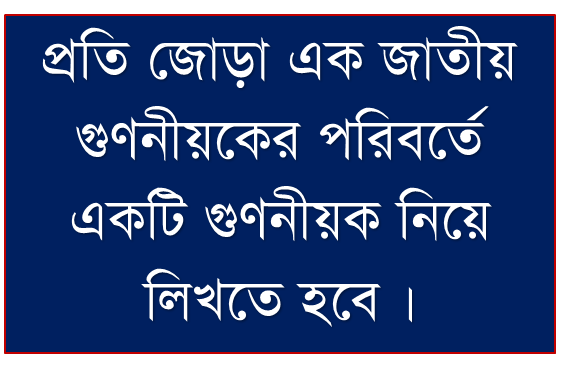 প্রতি জোড়া এক জাতীয়
গুণনীয়কের পরিবর্তে
একটি গুণনীয়ক নিয়ে
লিখতে হবে ।